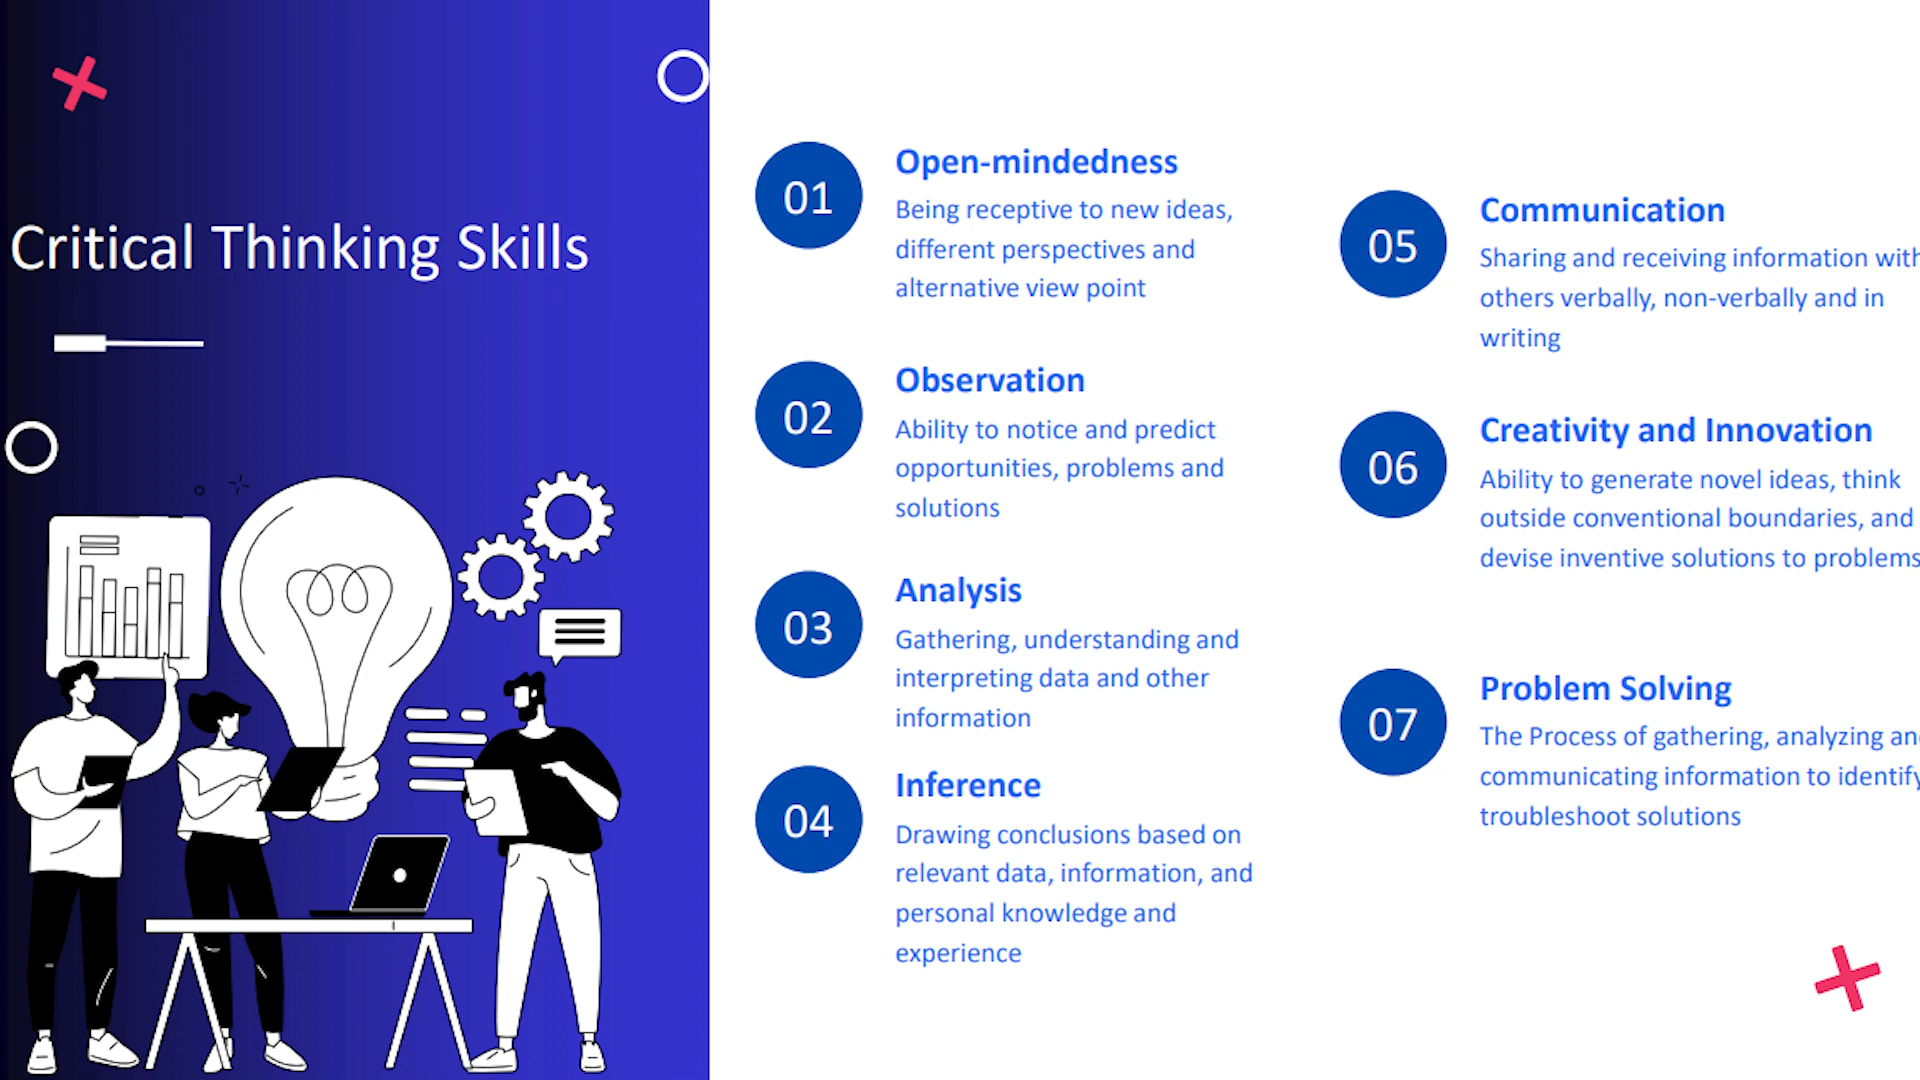 Critical Thinking Skills
01
Open-mindedness
Being receptive to new ideas,
different perspectives and
alternative view point
02
Observation
Ability to notice and predict
opportunities, problems and
solutions
03
Analysis
Gathering, understanding and
interpreting data and other
information
04
Inference
Drawing conclusions based on
relevant data, information, and
personal knowledge and
experience
05
Communication
Sharing and receiving information with
others verbally, non-verbally and in
writing
06
Creativity and Innovation
Ability to generate novel ideas, think
outside conventional boundaries, and
devise inventive solutions to problems
07
Problem Solving
The Process of gathering, analyzing and
communicating information to identify
troubleshoot solutions